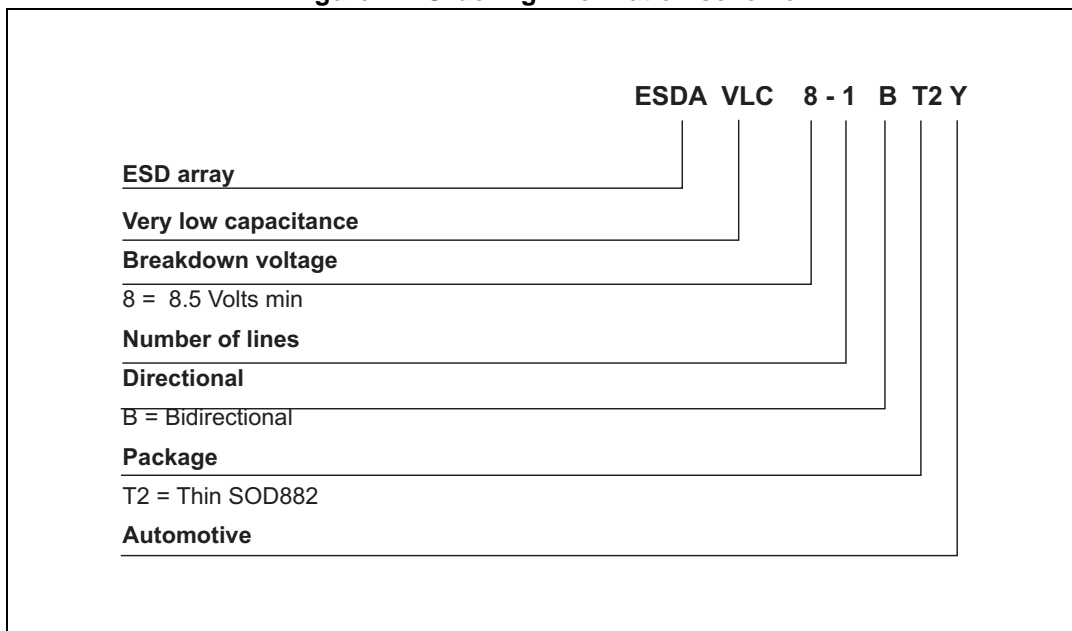 ESDA VLC 8 - 1 B T2 Y
ESD array
Very low capacitance
Breakdown voltage
8 = 8.5 Volts min
Number of lines
Directional
B = Bidirectional
Package
T2 = Thin SOD882
Automotive